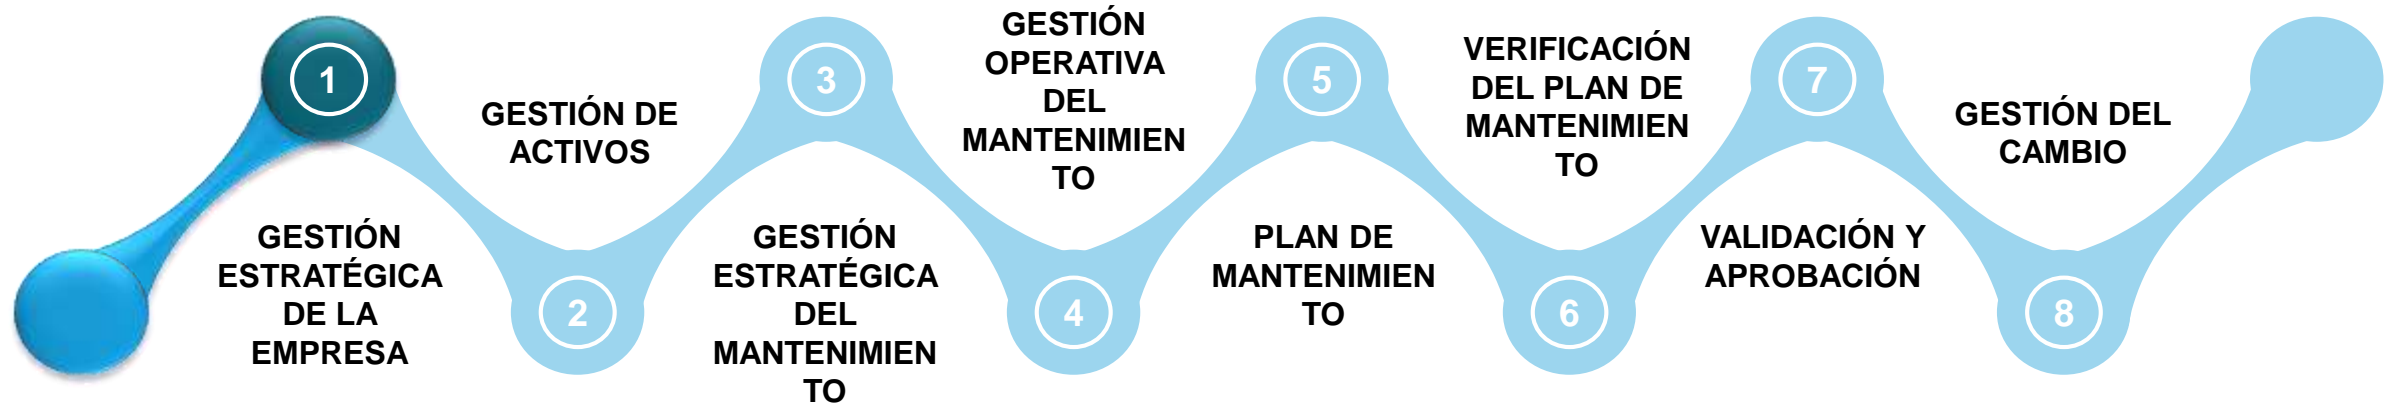 1
GESTIÓN
ESTRATÉGICA
DE LA
EMPRESA
GESTIÓN DE
ACTIVOS
2
3
GESTIÓN
ESTRATÉGICA
DEL
MANTENIMIEN
TO
GESTIÓN
OPERATIVA
DEL
MANTENIMIEN
TO
4
5
PLAN DE
MANTENIMIEN
TO
VERIFICACIÓN
DEL PLAN DE
MANTENIMIEN
TO
6
7
VALIDACIÓN Y
APROBACIÓN
GESTIÓN DEL
CAMBIO
8